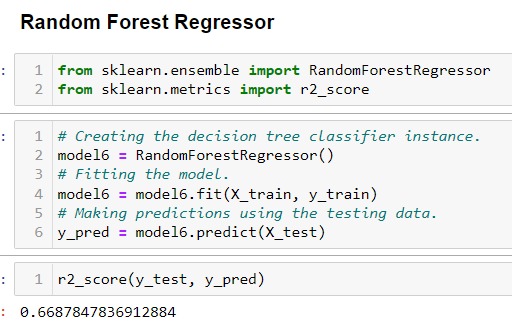 Random Forest Regressor
:
1 from sklearn.ensemble import RandomForestRegressor
2 from sklearn.metrics import r2_score
:
1 # Creating the decision tree classifier instance.
2 model6 = RandomForestRegressor()
3 # Fitting the model.
4 model6 = model6.fit(X_train, y_train)
5 # Making predictions using the testing data.
6 y_pred = model6.predict(X_test)
:
1 r2_score(y_test, y_pred)
: 0.6687847836912884